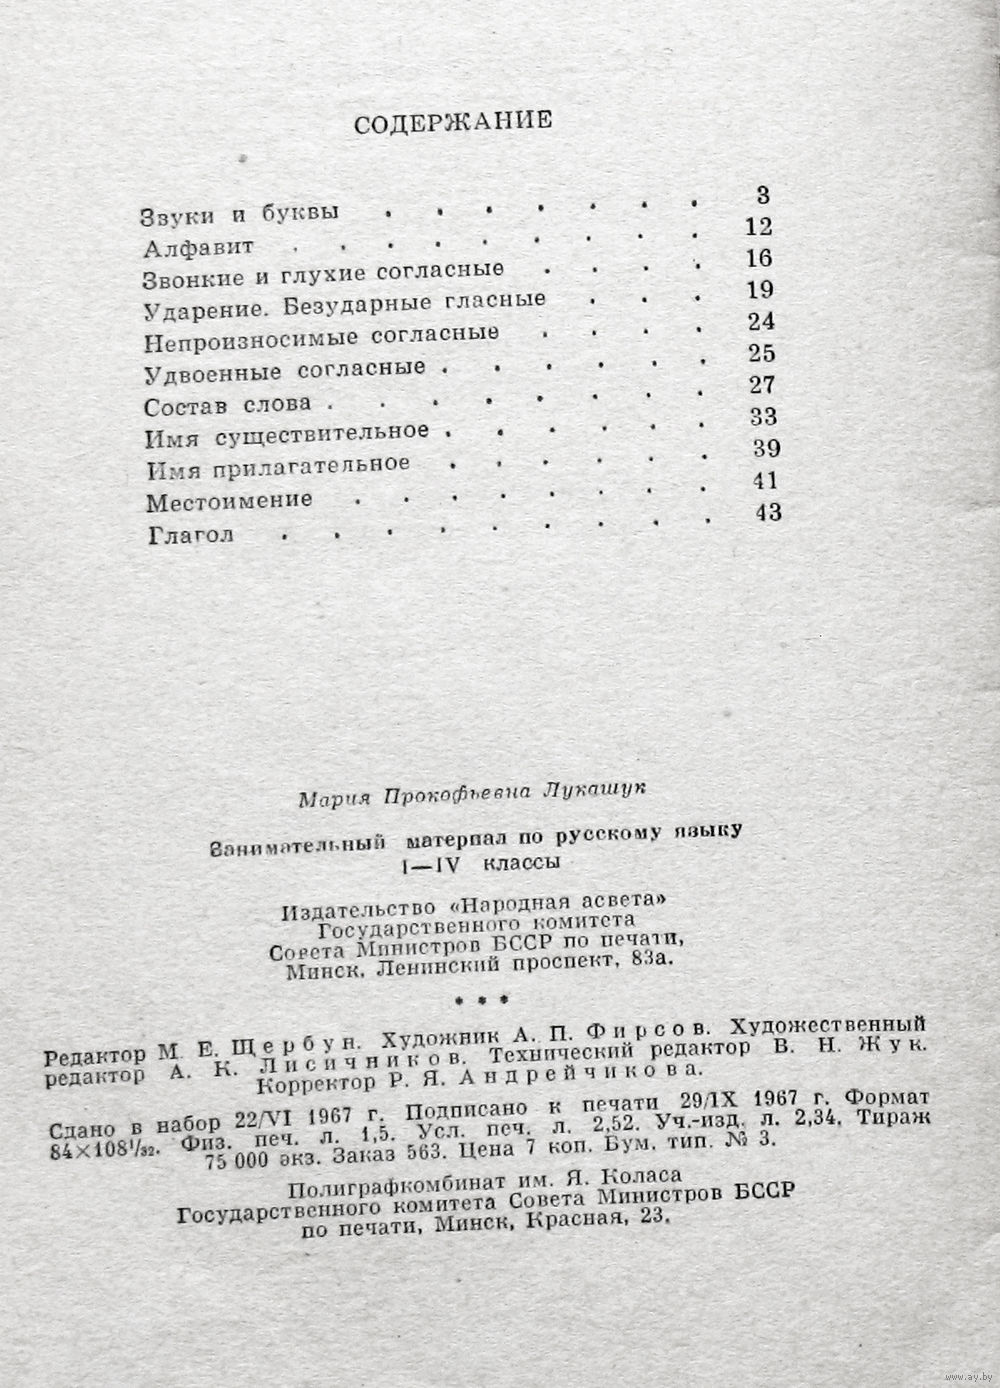 СОДЕРЖАНИЕ
Звуки и буквы . . . . . . . 3
Алфавит . . . . . . . . . 12
Звонкие и глухие согласные . . . . 16
Ударение. Безударные гласные . . . 19
Непроизносимые согласные . . . . 24
Удвоенные согласные . . . . . . 25
Состав слова . . . . . . . . 27
Имя существительное . . . . . . 33
Имя прилагательное . . . . . . 39
Местоимение . . . . . . . . 41
Глагол . . . . . . . . . 43
Мария Прокофьевна Лукашук
Занимательный материал по русскому языку
I—IV классы
Издательство «Народная асвета»
Государственного комитета
Совета Министров БССР по печати,
Минск, Ленинский проспект, 83а.
* * *
Редактор М. Е. Щербун. Художник А. П. Фирсов. Художественный
редактор А. К. Лисичников. Технический редактор В. Н. Жук.
Корректор Р. Я. Андрейчикова.
Сдано в набор 22/VI 1967 г. Подписано к печати 29/IX 1967 г. Формат
84×108¹/₃₂. Физ. печ. л. 1,5. Усл. печ. л. 2,52. Уч.-изд. л. 2,34. Тираж
75 000 экз. Заказ 563. Цена 7 коп. Бум. тип. № 3.
Полиграфкомбинат им. Я. Коласа
Государственного комитета Совета Министров БССР
по печати, Минск, Красная, 23.
www.ay.by